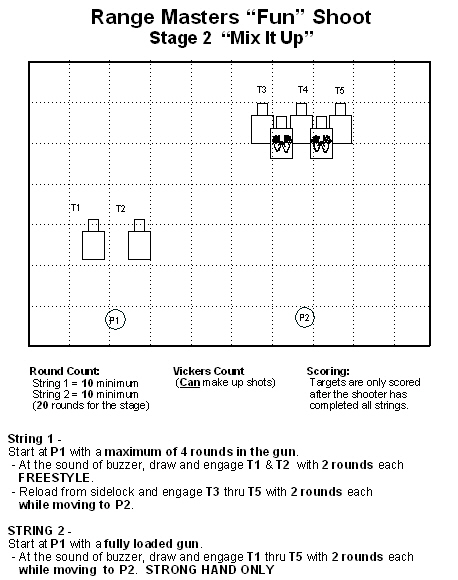 Range Masters “Fun” Shoot
Stage 2 “Mix It Up”
T3 T4 T5
T1 T2
P1 P2
Round Count:
String 1 = 10 minimum
String 2 = 10 minimum
(20 rounds for the stage)
Vickers Count
(Can make up shots)
Scoring:
Targets are only scored
after the shooter has
completed all strings.
String 1 -
Start at P1 with a maximum of 4 rounds in the gun.
- At the sound of buzzer, draw and engage T1 & T2 with 2 rounds each
FREESTYLE.
- Reload from sidelock and engage T3 thru T5 with 2 rounds each
while moving to P2.
STRING 2 -
Start at P1 with a fully loaded gun.
- At the sound of buzzer, draw and engage T1 thru T5 with 2 rounds each
while moving to P2. STRONG HAND ONLY